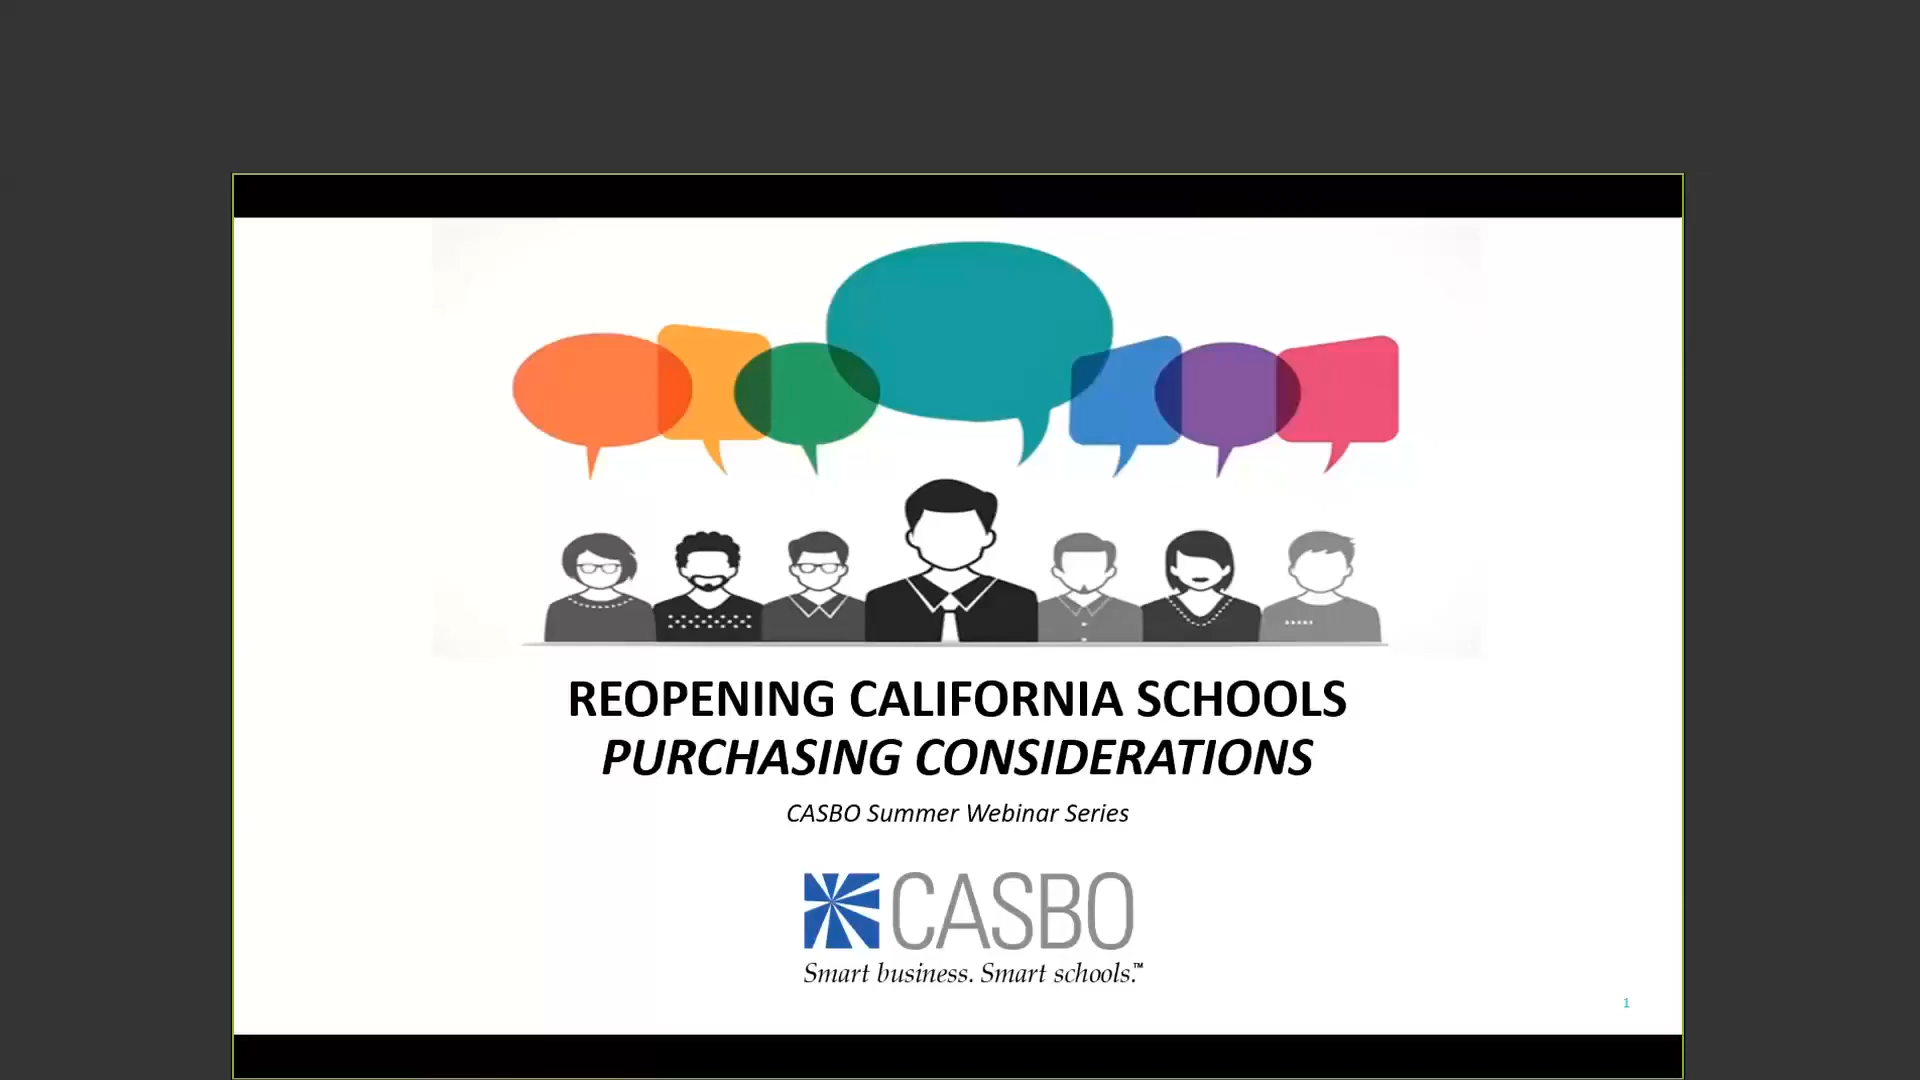 REOPENING CALIFORNIA SCHOOLS
PURCHASING CONSIDERATIONS
CASBO Summer Webinar Series
CASBO
Smart business. Smart schools.™
1